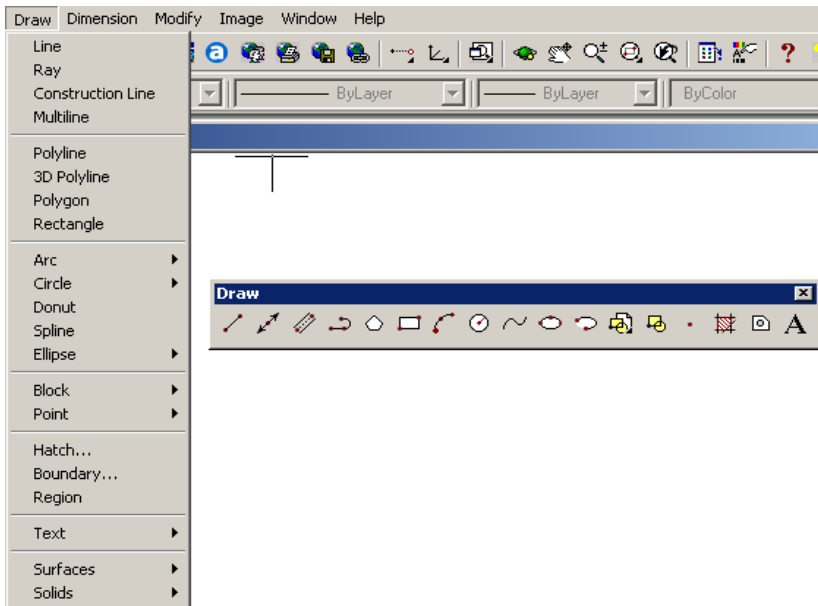 Draw Dimension Modify Image Window Help
Line
Ray
Construction Line
Multiline
Polyline
3D Polyline
Polygon
Rectangle
Arc
Circle
Donut
Spline
Ellipse
Block
Point
Hatch...
Boundary...
Region
Text
Surfaces
Solids
ByLayer ByLayer ByColor
Draw
A